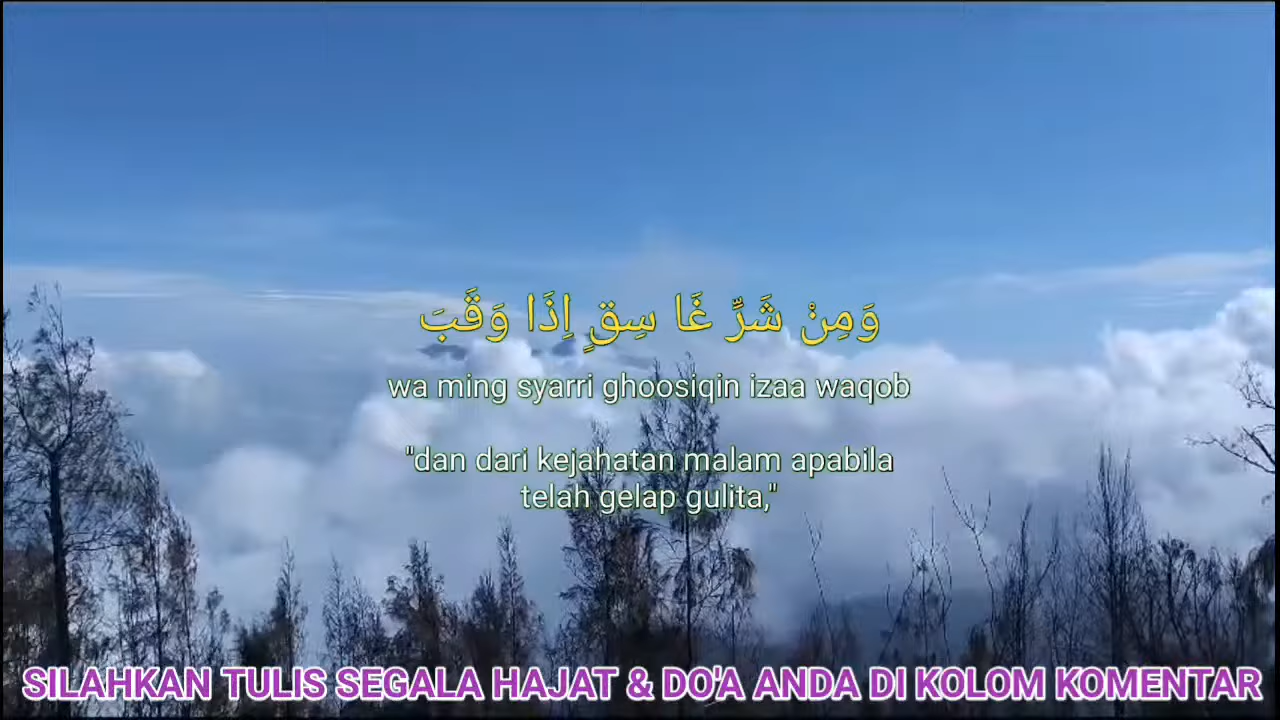 وَمِنْ شَرِّ غَا سِقٍ اِذَا وَقَبَ
wa ming syarri ghoosiqin izaa waqob
"dan dari kejahatan malam apabila
telah gelap gulita,"
SILAHKAN TULIS SEGALA HAJAT & DO'A ANDA DI KOLOM KOMENTAR